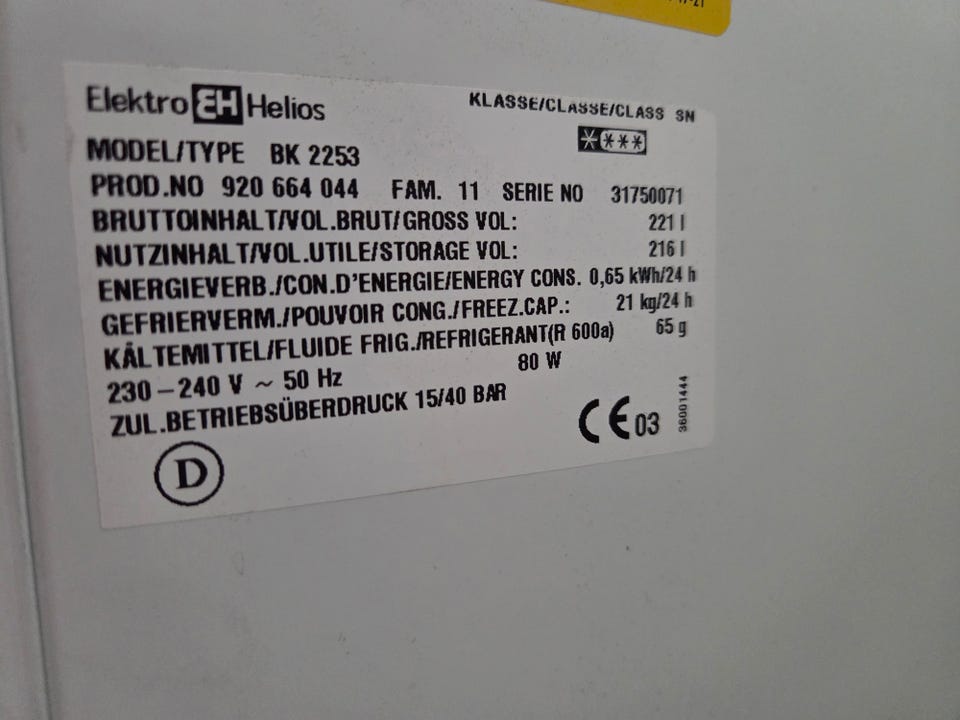 Elektro EH Helios
KLASSE/CLASSE/CLASS SN
****
MODEL/TYPE BK 2253
PROD.NO 920 664 044 FAM. 11 SERIE NO 31750071
BRUTTOINHALT/VOL.BRUT/GROSS VOL: 221 l
NUTZINHALT/VOL.UTILE/STORAGE VOL: 216 l
ENERGIEVERB./CON.D'ENERGIE/ENERGY CONS. 0,65 kWh/24 h
GEFRIERVERM./POUVOIR CONG./FREEZ.CAP.: 21 kg/24 h
KÄLTEMITTEL/FLUIDE FRIG./REFRIGERANT(R 600a) 65 g
230-240 V ~ 50 Hz 80 W
ZUL.BETRIEBSÜBERDRUCK 15/40 BAR
CE 03
36001444
D